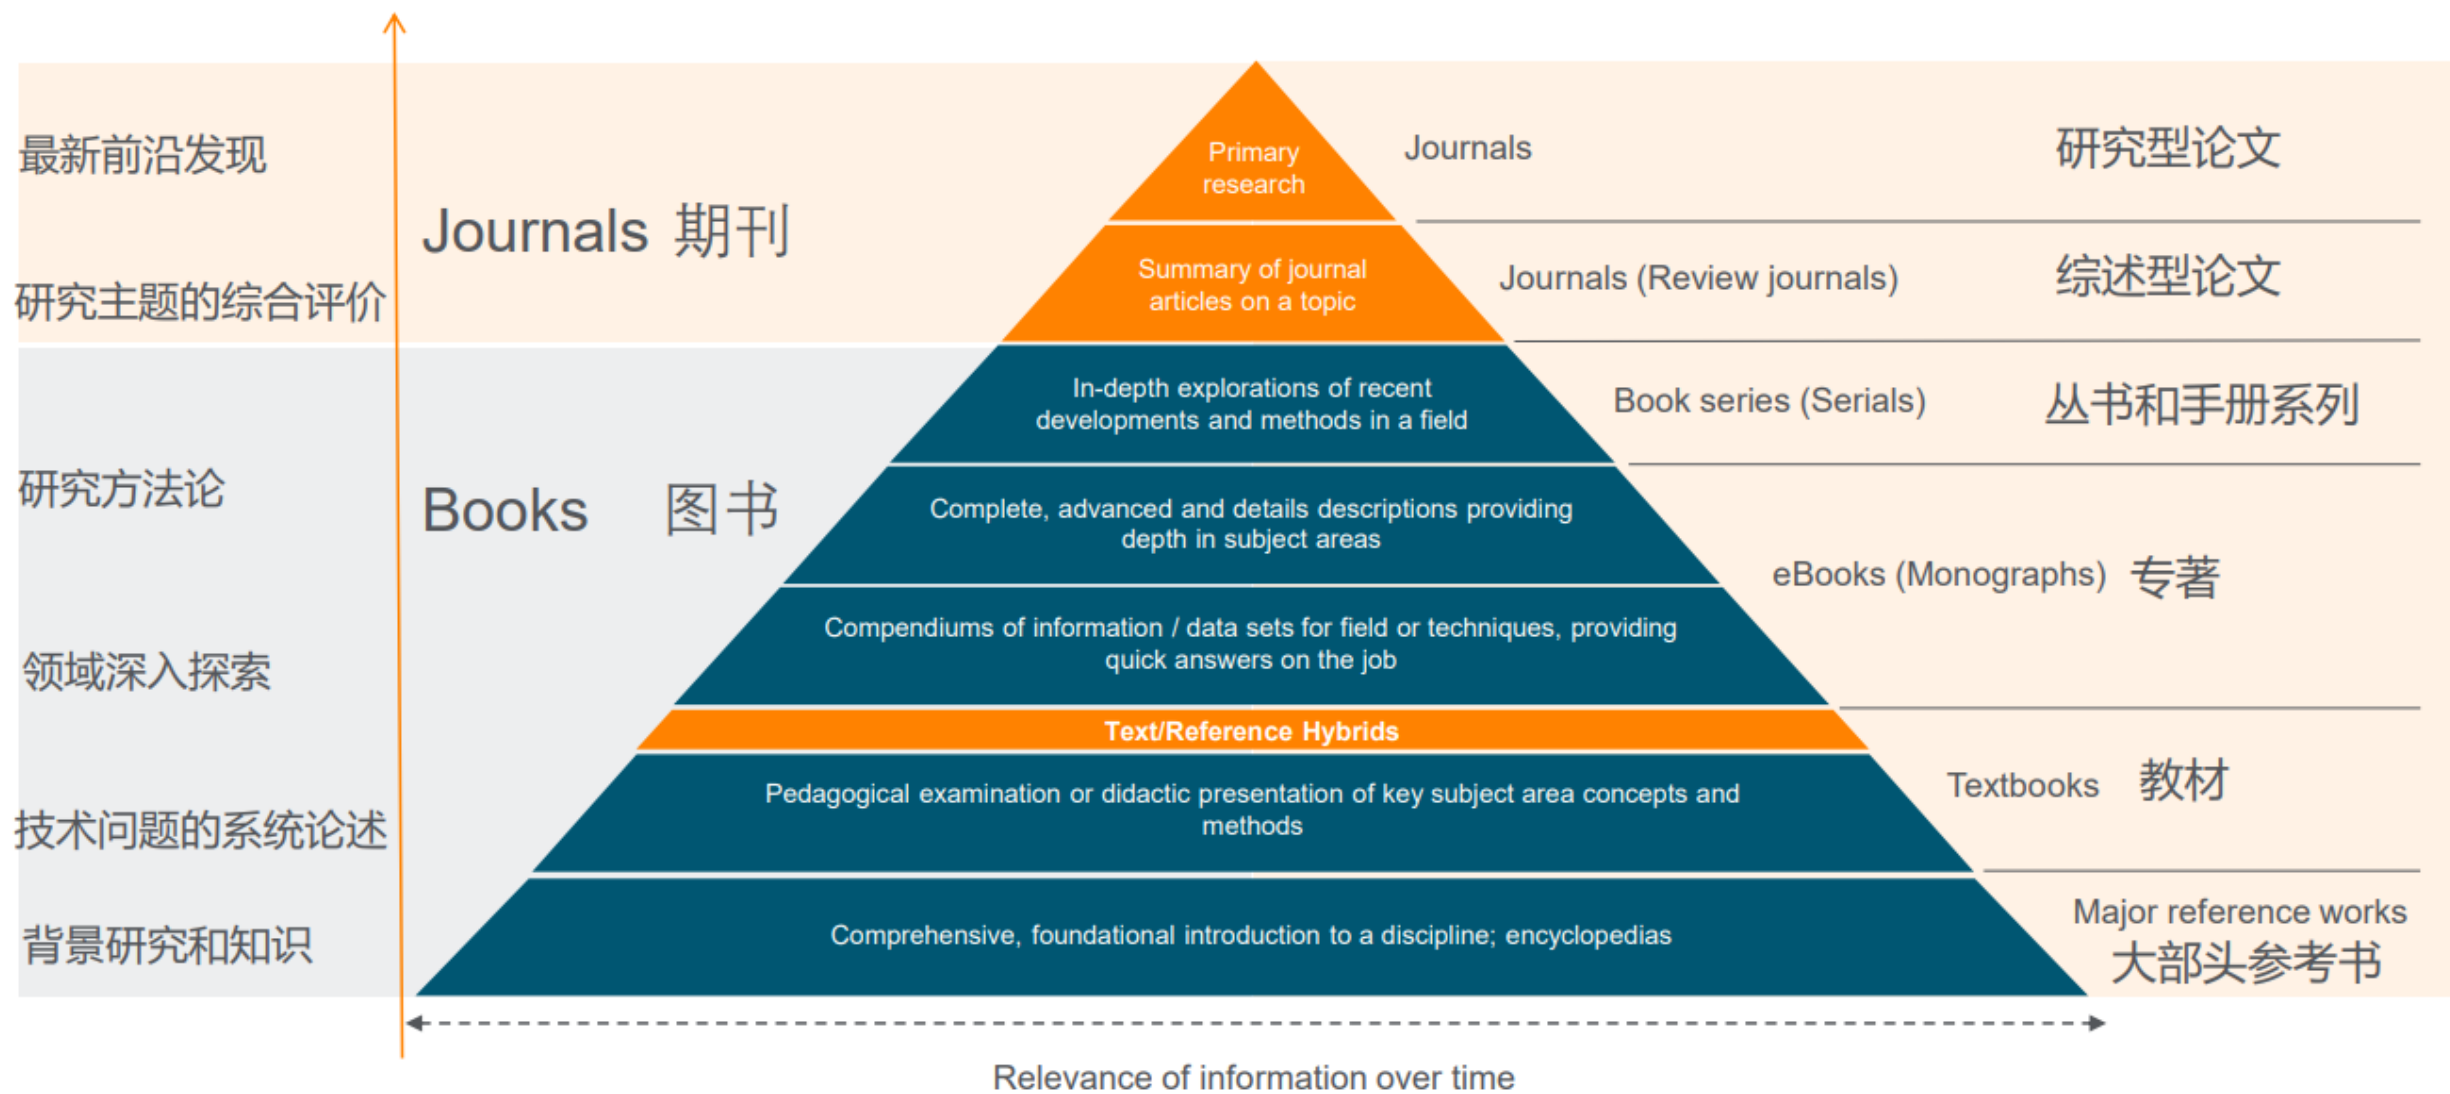 最新前沿发现
研究主题的综合评价
Journals 期刊
研究方法论
领域深入探索
技术问题的系统论述
背景研究和知识
Books 图书
Primary
research
Summary of journal
articles on a topic
In-depth explorations of recent
developments and methods in a field
Complete, advanced and details descriptions providing
depth in subject areas
Compendiums of information / data sets for field or techniques, providing
quick answers on the job
Text/Reference Hybrids
Pedagogical examination or didactic presentation of key subject area concepts and
methods
Comprehensive, foundational introduction to a discipline; encyclopedias
Journals 研究型论文
Journals (Review journals) 综述型论文
Book series (Serials) 丛书和手册系列
eBooks (Monographs) 专著
Textbooks 教材
Major reference works
大部头参考书
Relevance of information over time